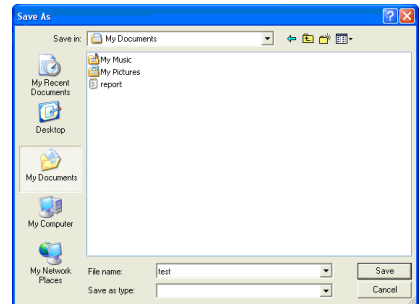 Save As
Save in: My Documents
My Recent
Documents
Desktop
My Documents
My Computer
My Network
Places
My Music
My Pictures
report
File name: test
Save
Save as type:
Cancel